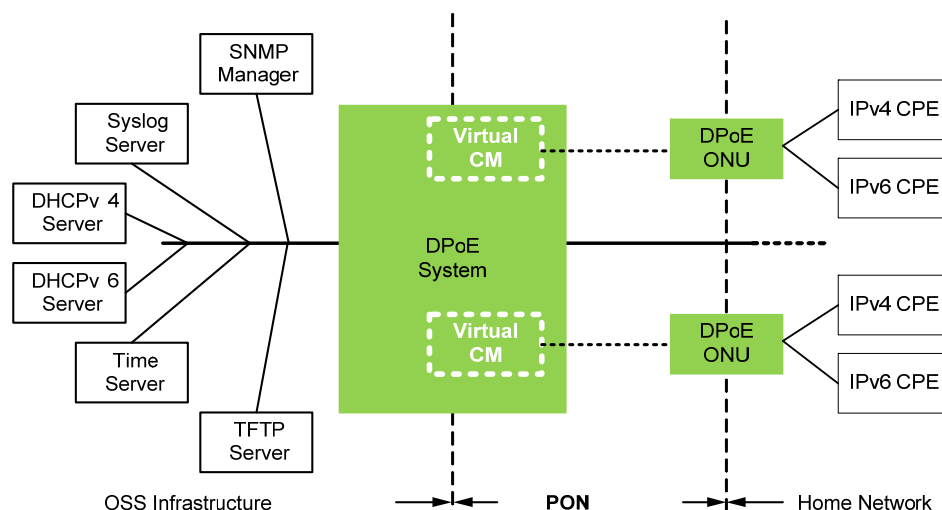 SNMP
Manager
Syslog
Server
DHCPv 4
Server
DHCPv 6
Server
Time
Server
TFTP
Server
Virtual
CM
DPoE
System
Virtual
CM
DPoE
ONU
IPv4 CPE
IPv6 CPE
DPoE
ONU
IPv4 CPE
IPv6 CPE
OSS Infrastructure
PON
Home Network